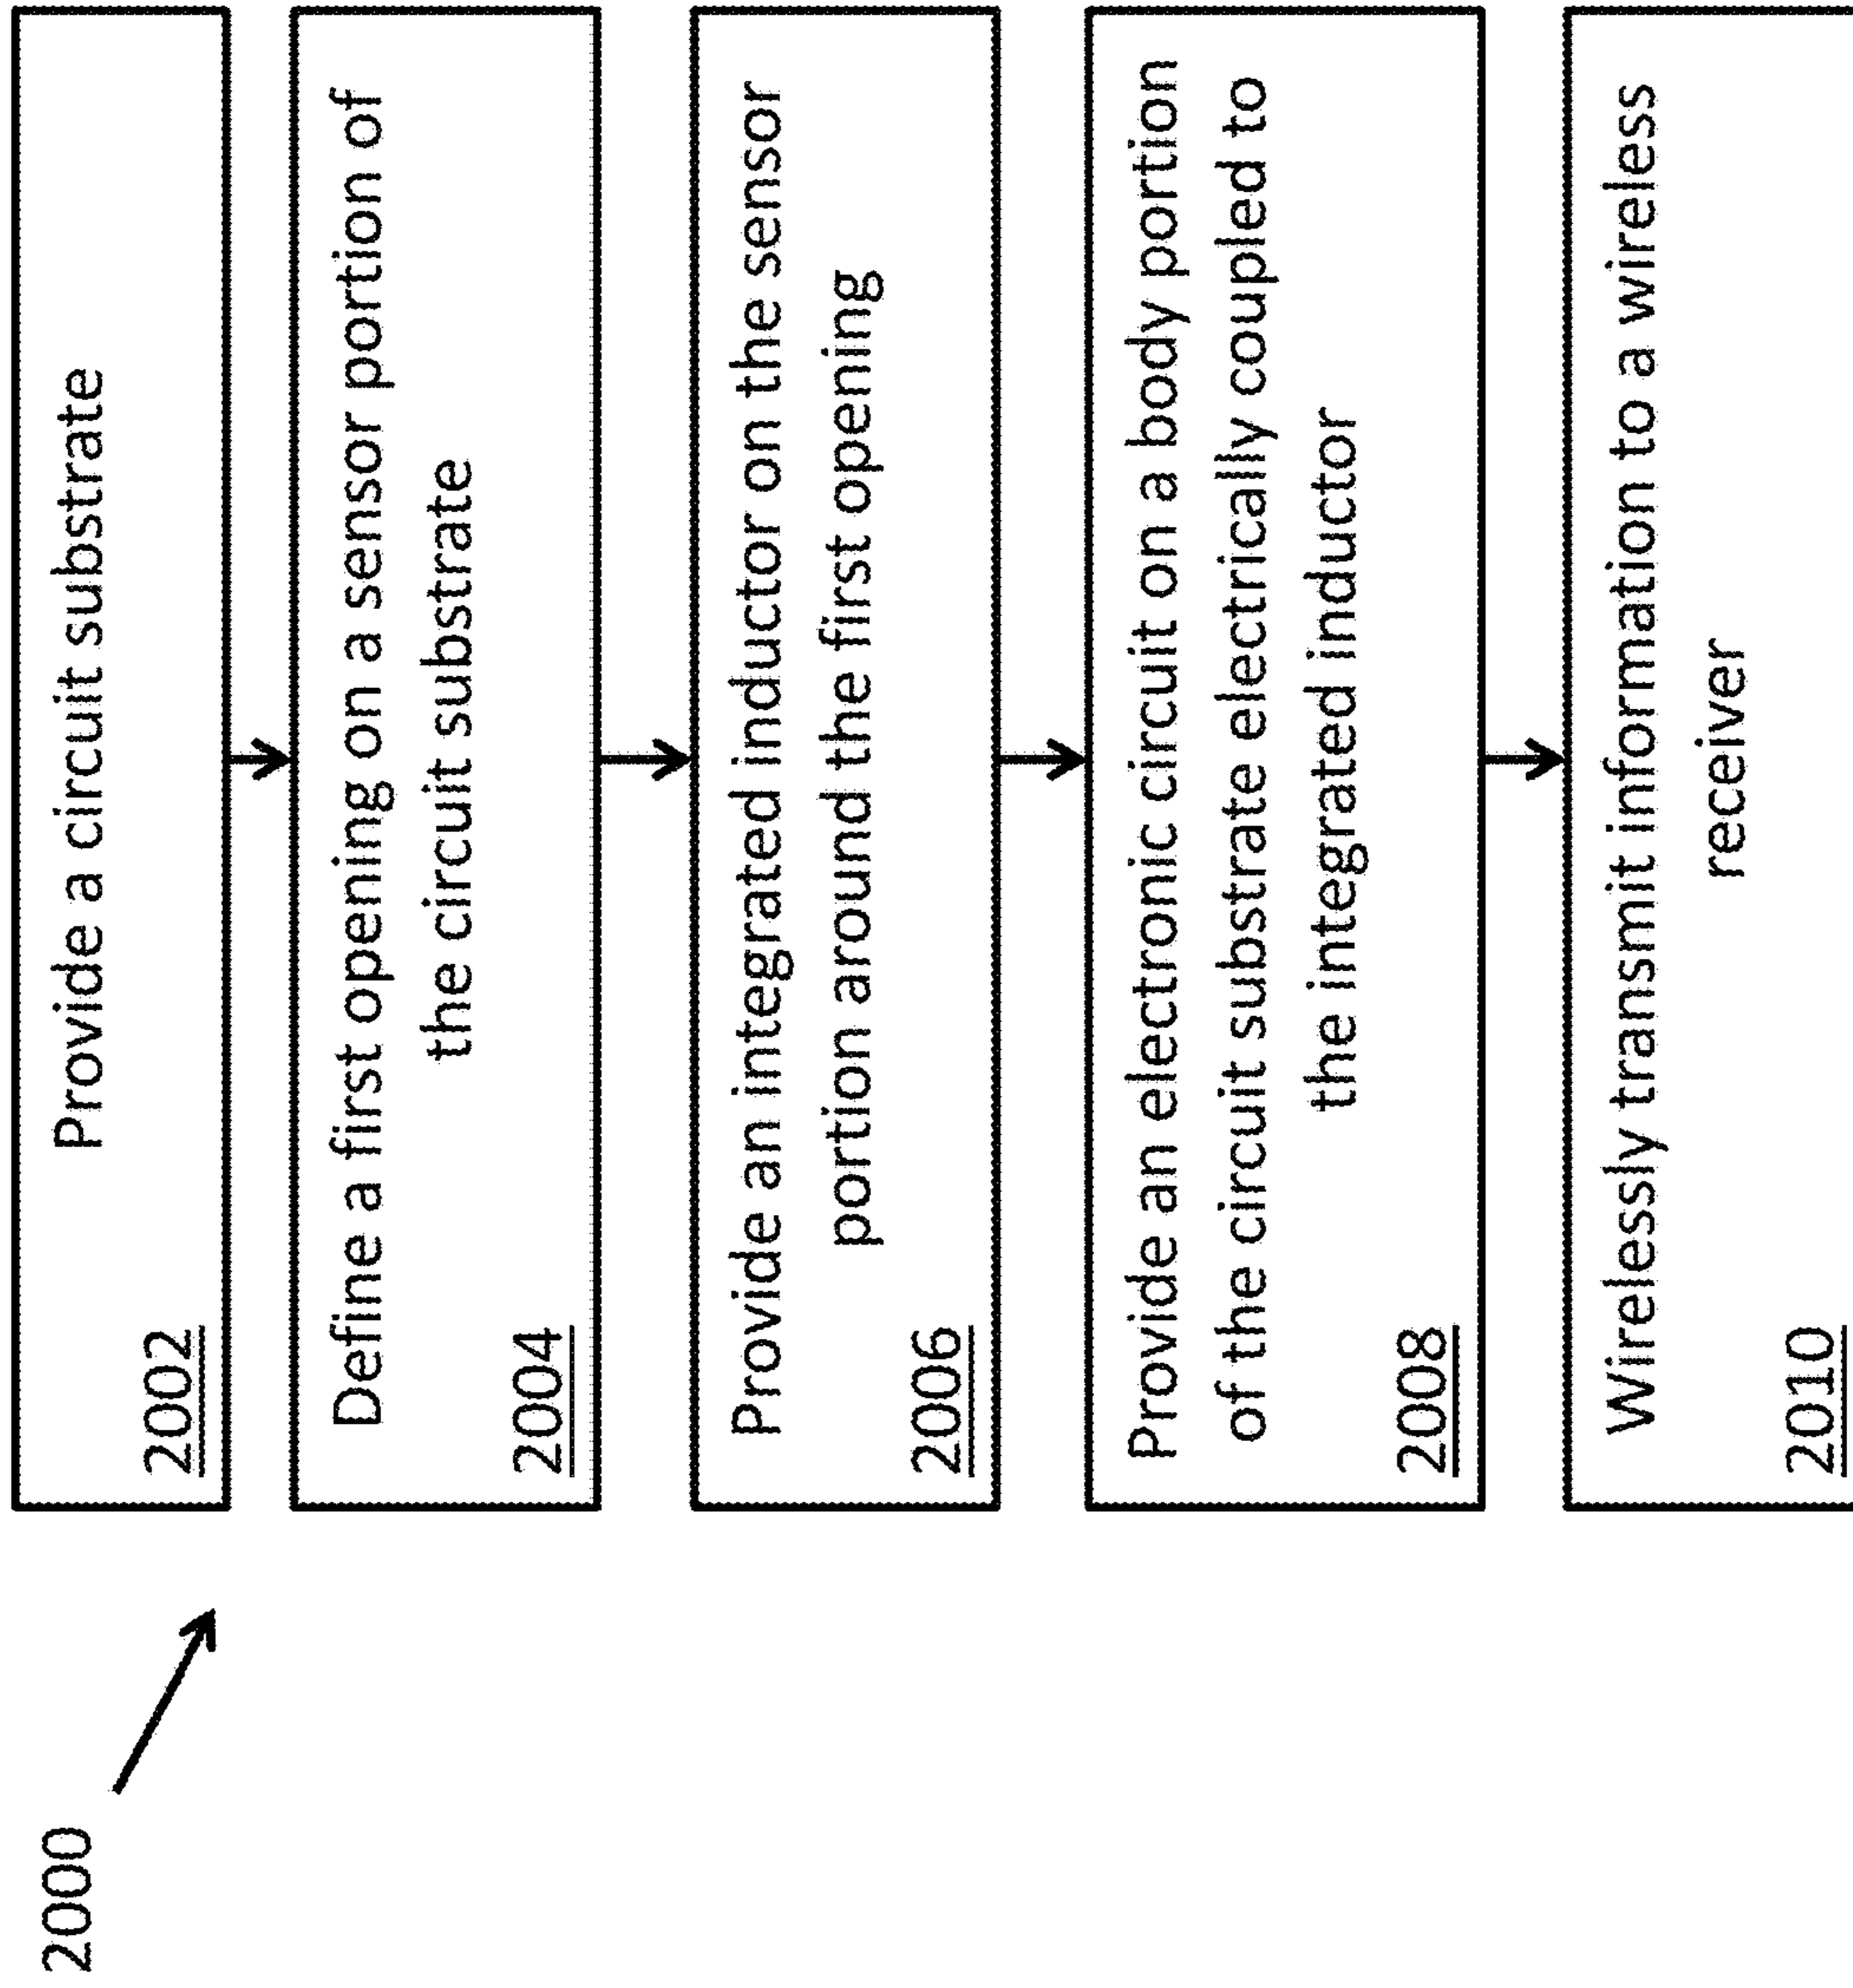 2000
Provide a circuit substrate
2002
Define a first opening on a sensor portion of
the circuit substrate
2004
Provide an integrated inductor on the sensor
portion around the first opening
2006
Provide an electronic circuit on a body portion
of the circuit substrate electrically coupled to
the integrated inductor
2008
Wirelessly transmit information to a wireless
receiver
2010